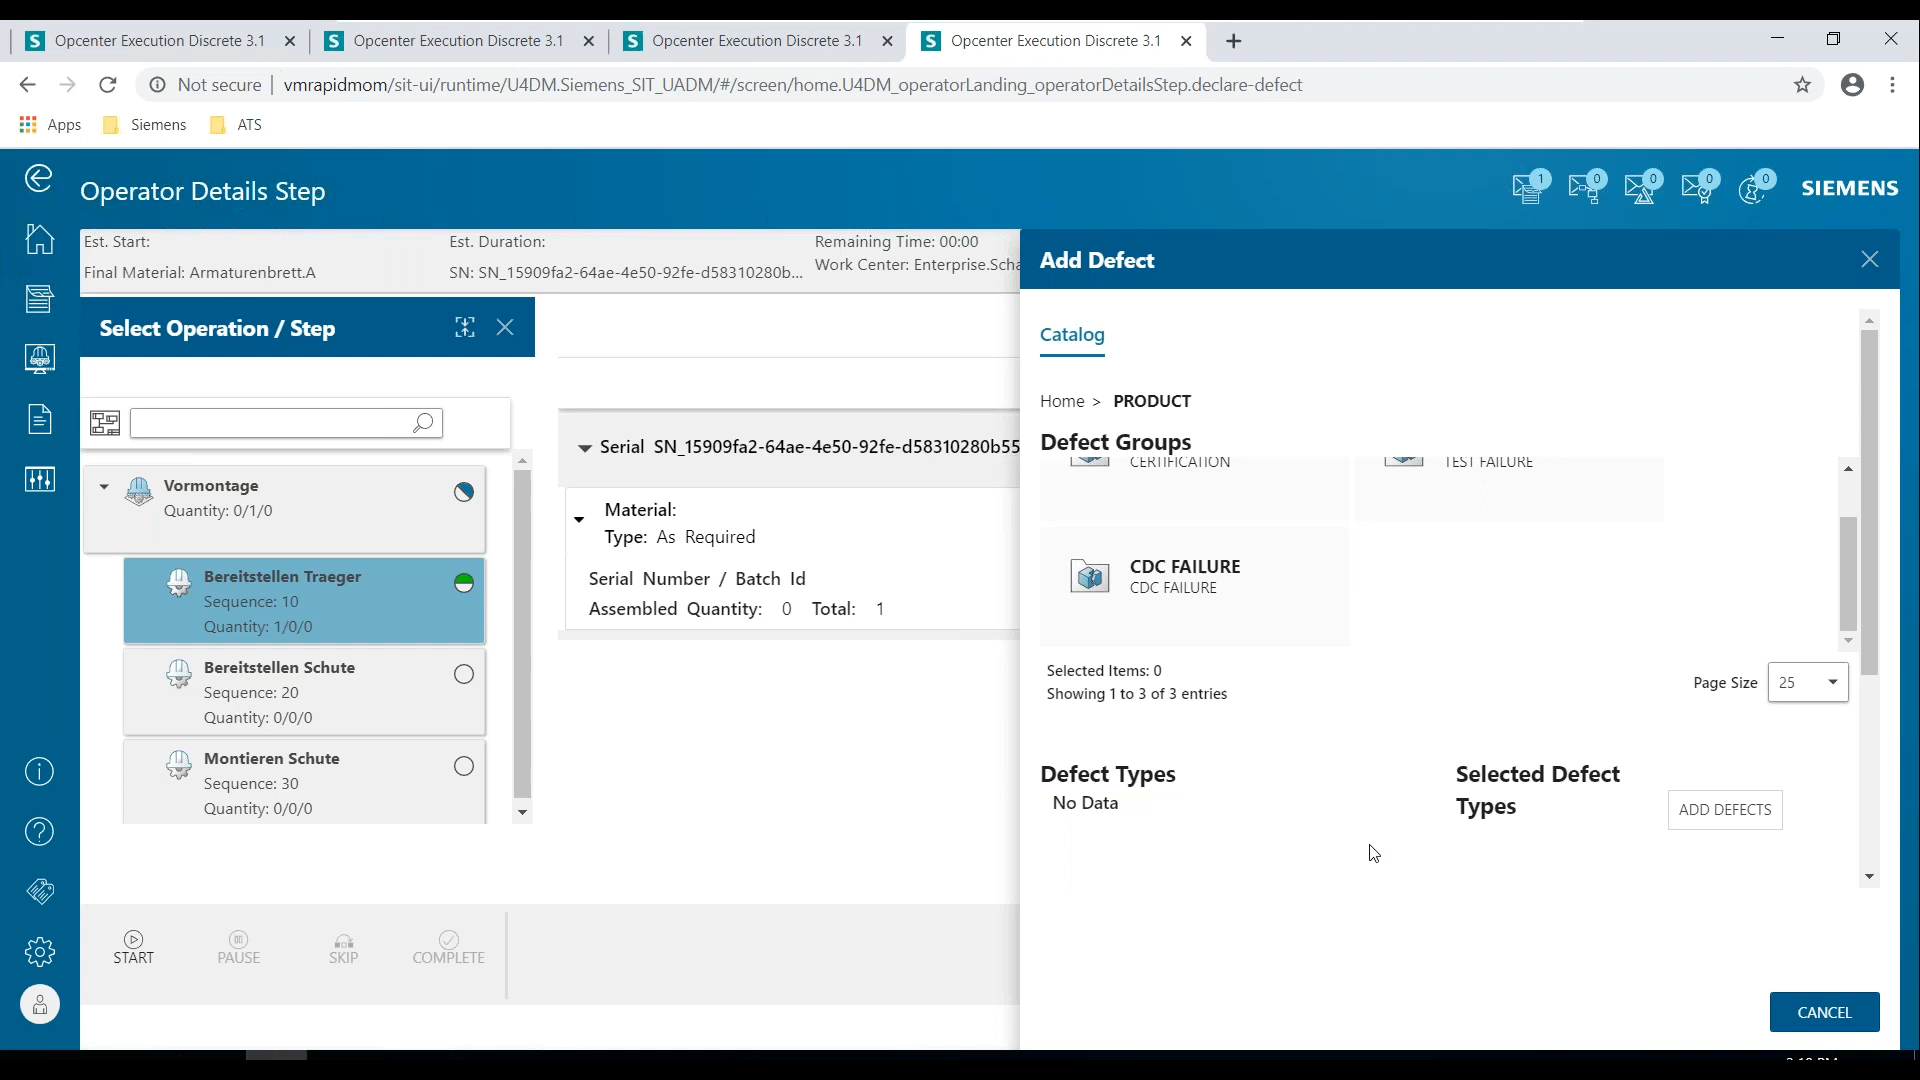 Opcenter Execution Discrete 3.1
Opcenter Execution Discrete 3.1
Opcenter Execution Discrete 3.1
Opcenter Execution Discrete 3.1
Not secure
vmrapidmom/sit-ui/runtime/U4DM.Siemens_SIT_UADM/#/screen/home.U4DM_operatorLanding_operatorDetailsStep.declare-defect
Apps
Siemens
ATS
Operator Details Step
1
0
0
0
0
SIEMENS
Est. Start:
Est. Duration:
Remaining Time: 00:00
Final Material: Armaturenbrett.A
SN: SN_15909fa2-64ae-4e50-92fe-d58310280b...
Work Center: Enterprise.Scha
Select Operation / Step
Vormontage
Quantity: 0/1/0
Bereitstellen Traeger
Sequence: 10
Quantity: 1/0/0
Bereitstellen Schute
Sequence: 20
Quantity: 0/0/0
Montieren Schute
Sequence: 30
Quantity: 0/0/0
Serial SN_15909fa2-64ae-4e50-92fe-d58310280b55
Material:
Type: As Required
Serial Number / Batch Id
Assembled Quantity: 0 Total: 1
START
PAUSE
SKIP
COMPLETE
Add Defect
Catalog
Home > PRODUCT
Defect Groups
CERTIFICATION
TEST FAILURE
CDC FAILURE
CDC FAILURE
Selected Items: 0
Showing 1 to 3 of 3 entries
Page Size
25
Defect Types
No Data
Selected Defect
Types
ADD DEFECTS
CANCEL